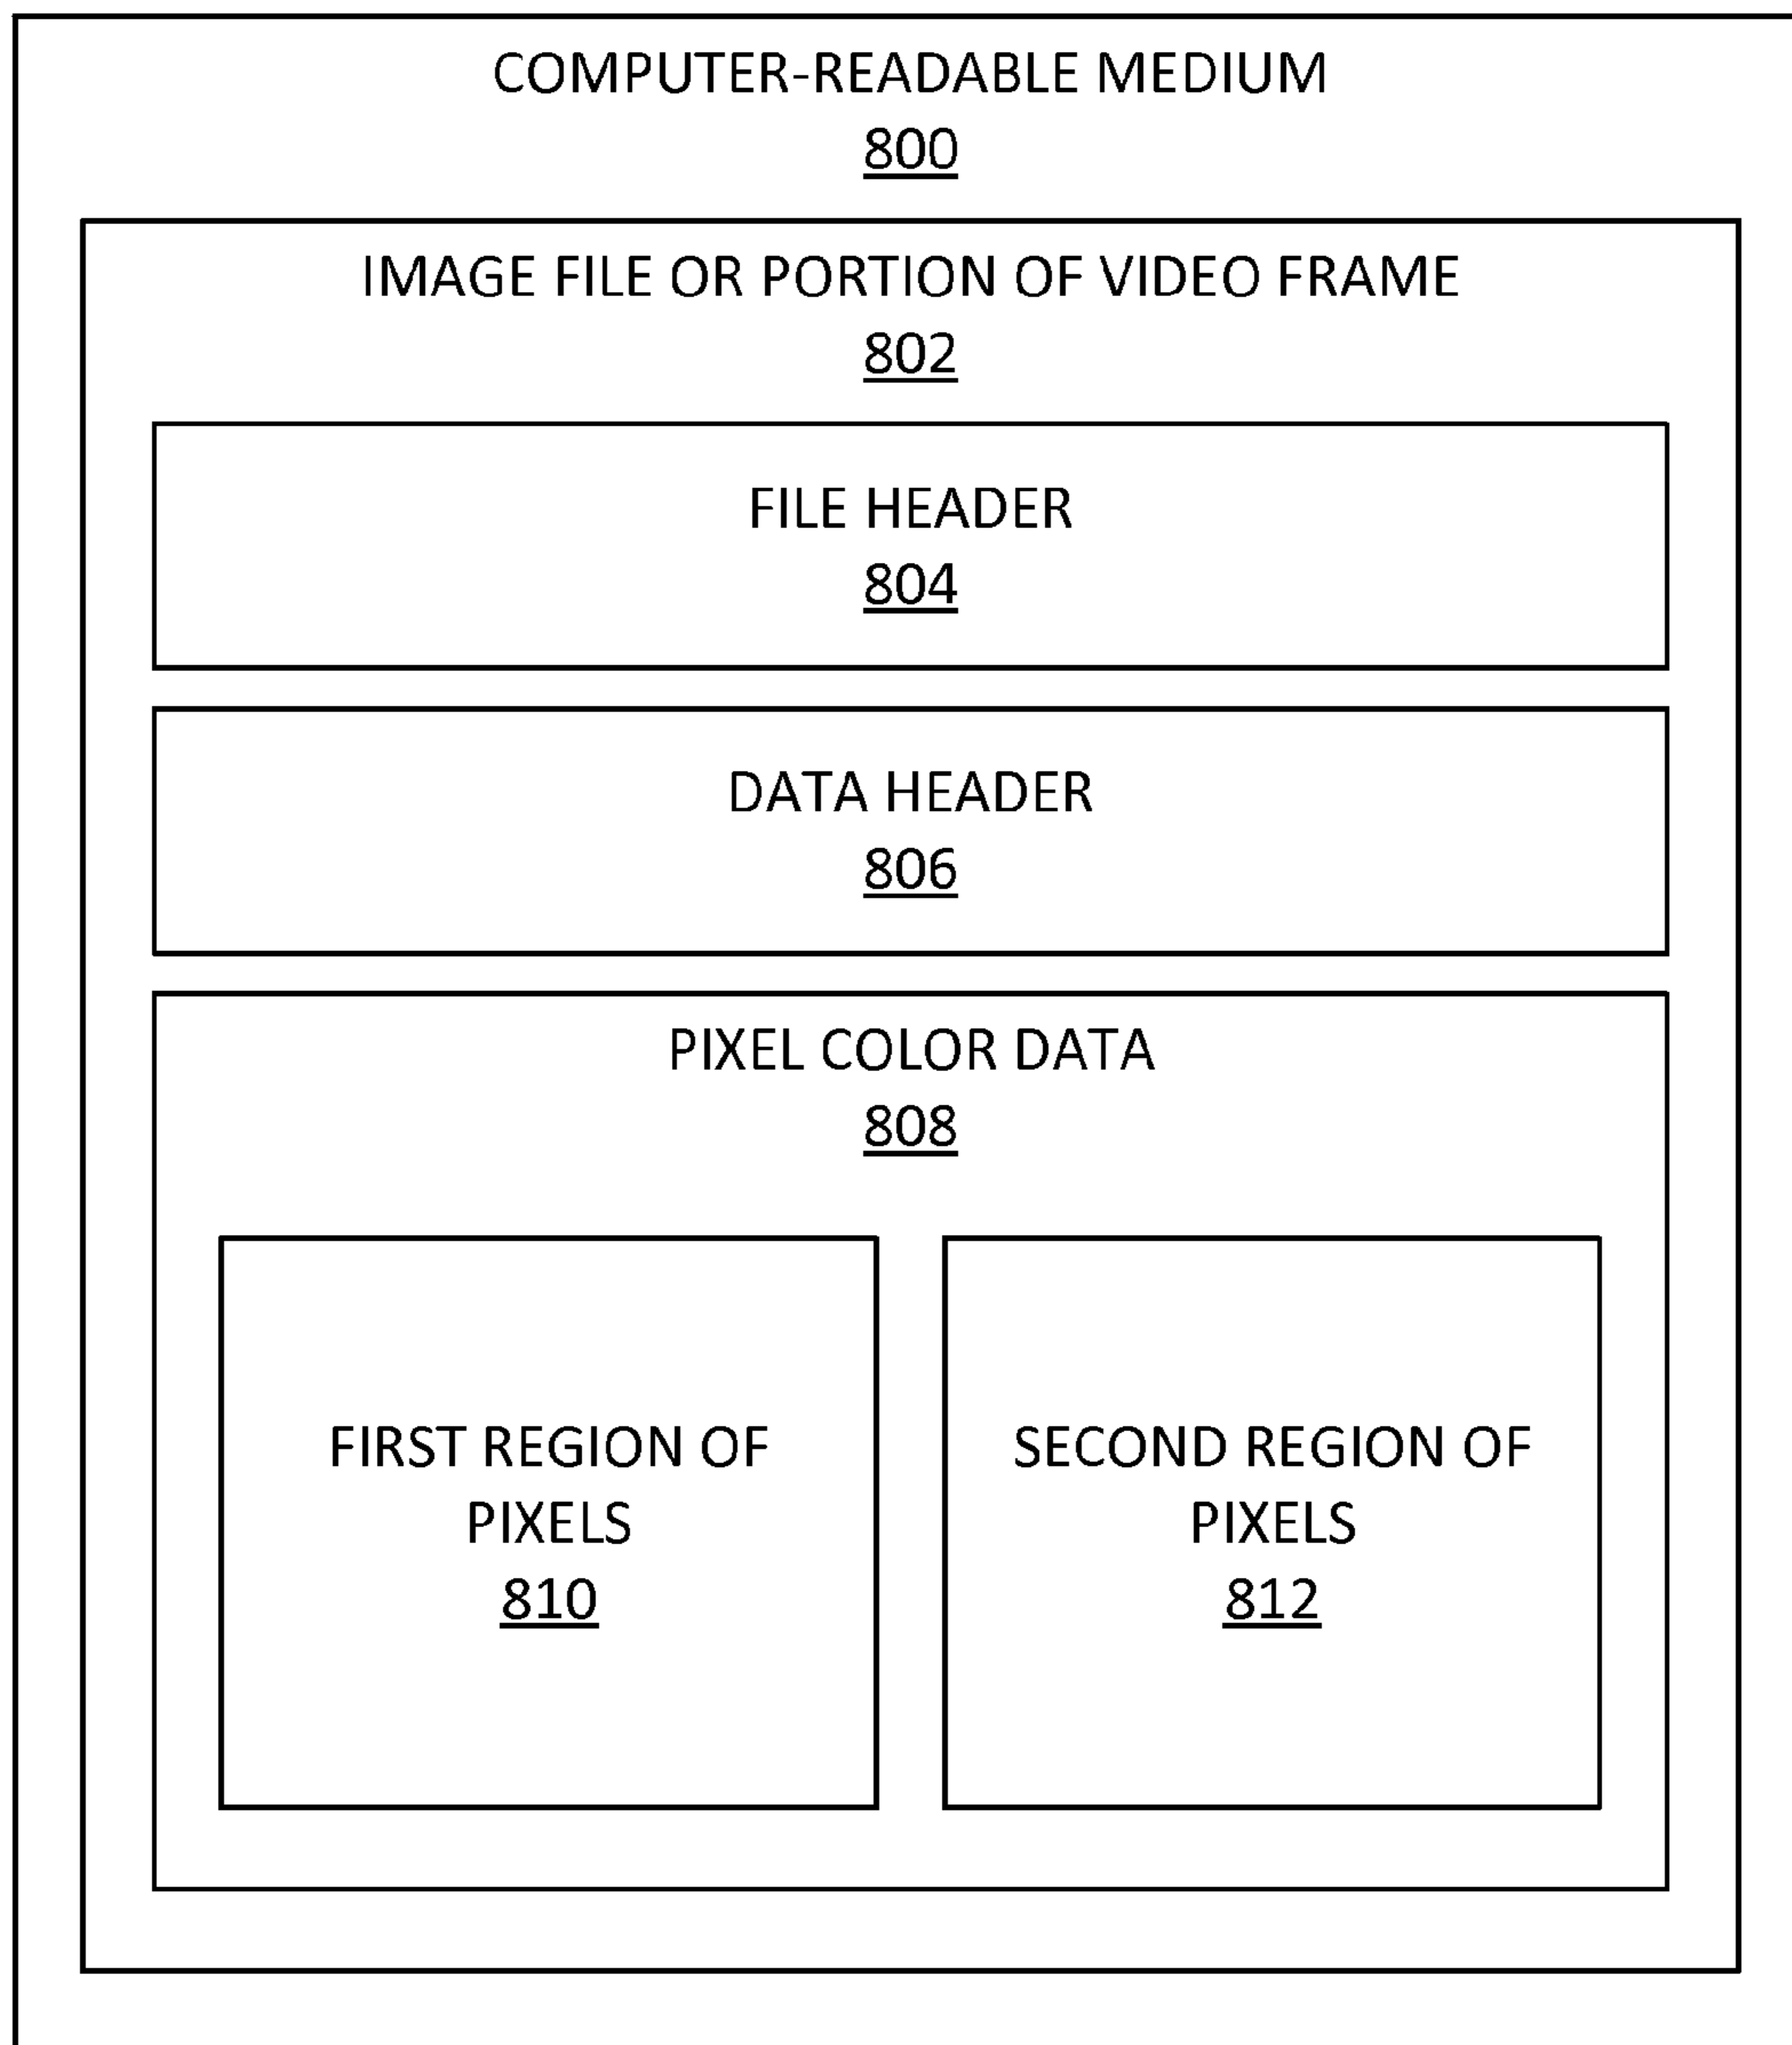 COMPUTER-READABLE MEDIUM
800
IMAGE FILE OR PORTION OF VIDEO FRAME
802
FILE HEADER
804
DATA HEADER
806
PIXEL COLOR DATA
808
FIRST REGION OF
PIXELS
810
SECOND REGION OF
PIXELS
812